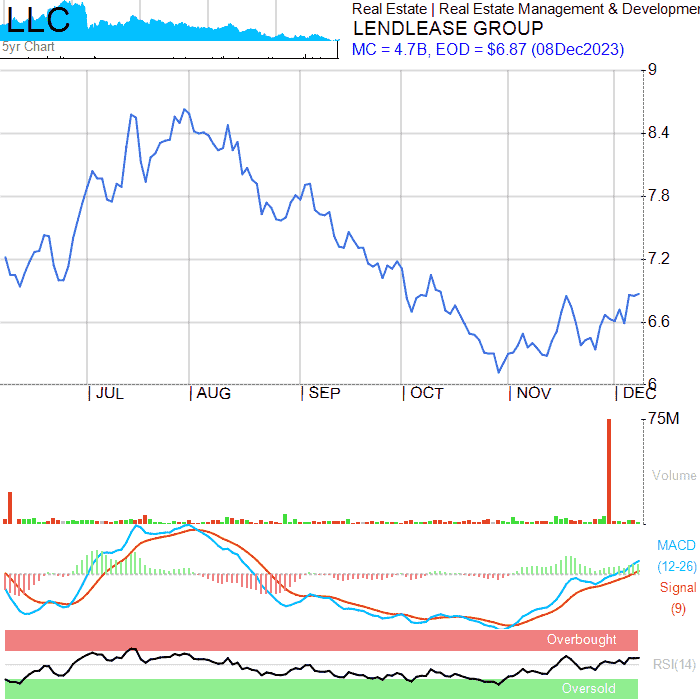 LLC
5yr Chart
Real Estate | Real Estate Management & Developmen
LENDLEASE GROUP
MC = 4.7B, EOD = $6.87 (08Dec2023)
9
8.4
7.8
7.2
6.6
6
JUL AUG SEP OCT NOV DEC
75M
Volume
MACD
(12-26)
Signal
(9)
Overbought
RSI(14)
Oversold